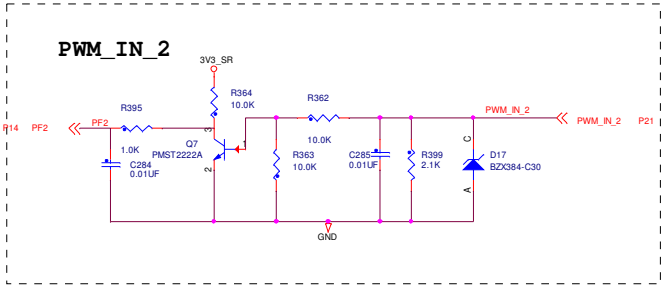 PWM_IN_2
3V3_SR
R364
10.0K
R362
10.0K
R395
1.0K
P14 PF2
PF2
Q7
PMST2222A
3
1
2
C284
0.01UF
R363
10.0K
C285
0.01UF
R399
2.1K
PWM_IN_2
PWM_IN_2 P21
C
D17
BZX384-C30
A
GND